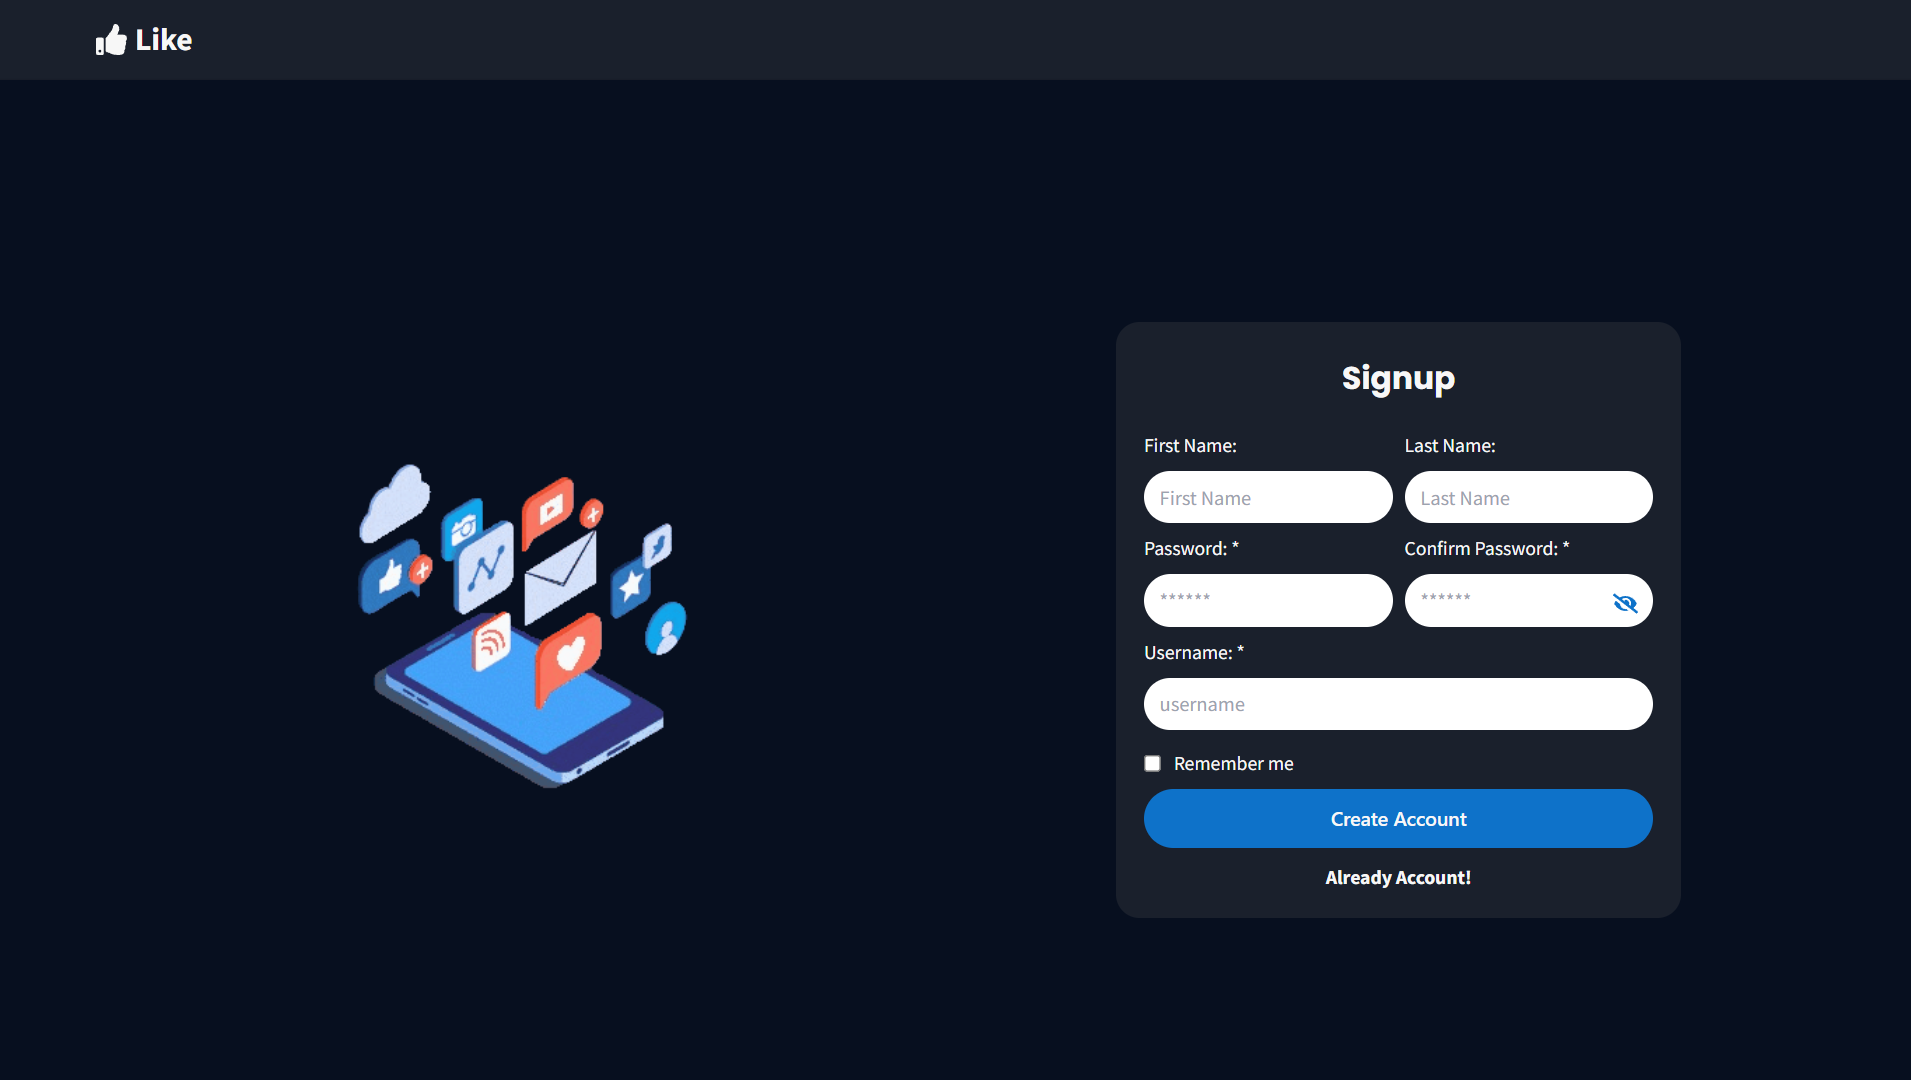 Like
Signup
First Name: Last Name:
First Name Last Name
Password: * Confirm Password: *
****** ******
Username: *
username
Remember me
Create Account
Already Account!